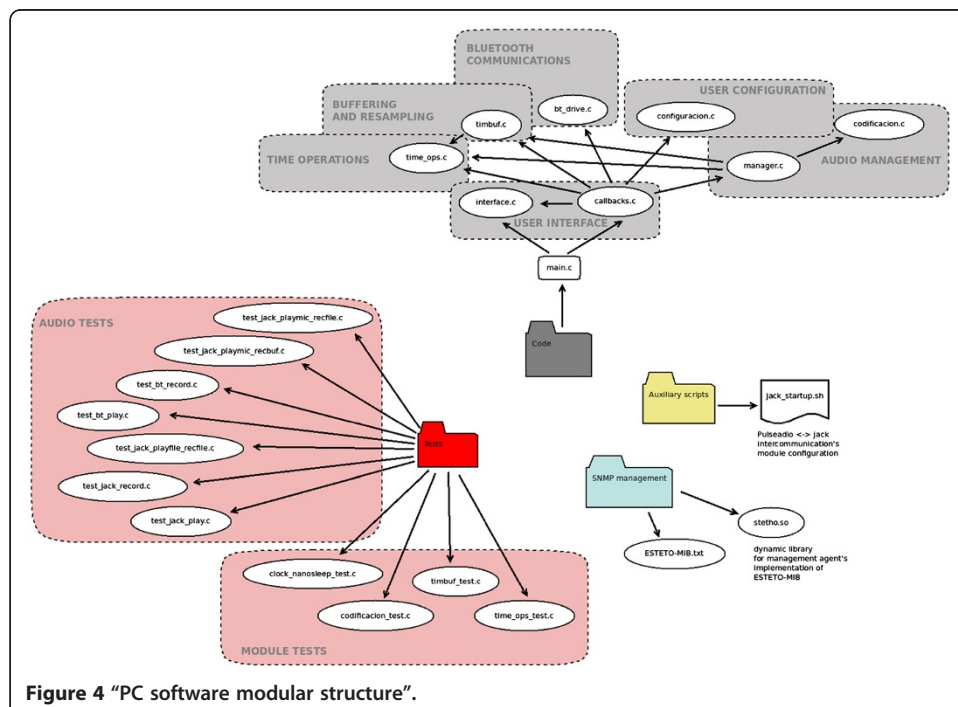 BLUETOOTH
COMMUNICATIONS
USER CONFIGURATION
BUFFERING
AND RESAMPLING
bt_drive.c
configuracion.c
codificacion.c
timbuf.c
TIME OPERATIONS
time_ops.c
manager.c
AUDIO MANAGEMENT
interface.c
callbacks.c
USER INTERFACE
main.c
Code
AUDIO TESTS
test_jack_playmic_recfile.c
test_jack_playmic_recbuf.c
test_bt_record.c
test_bt_play.c
test_jack_playfile_recfile.c
test_jack_record.c
test_jack_play.c
Tests
Auxiliary scripts
jack_startup.sh
Pulseadio <-> jack
intercommunication's
module configuration
SNMP management
stetho.so
ESTETO-MIB.txt
dynamic library
for management agent's
implementation of
ESTETO-MIB
clock_nanosleep_test.c
timbuf_test.c
codificacion_test.c
time_ops_test.c
MODULE TESTS
Figure 4 “PC software modular structure”.